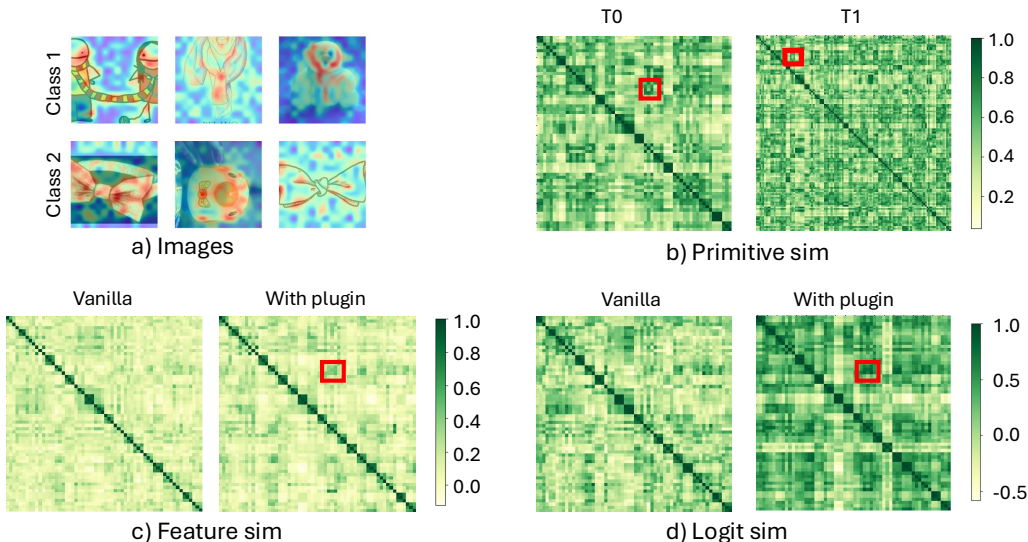 Class 1
Class 2
a) Images
T0
T1
1.0
0.8
0.6
0.4
0.2
b) Primitive sim
Vanilla
With plugin
1.0
0.8
0.6
0.4
0.2
0.0
c) Feature sim
Vanilla
With plugin
1.0
0.5
0.0
-0.5
d) Logit sim